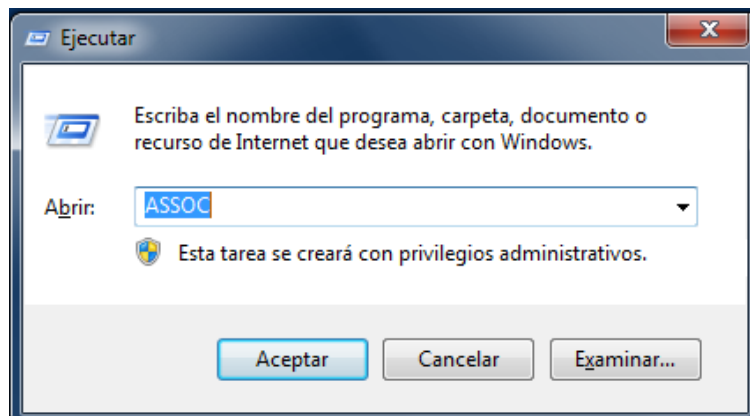 Ejecutar
Escriba el nombre del programa, carpeta, documento o
recurso de Internet que desea abrir con Windows.
Abrir: ASSOC
Esta tarea se creará con privilegios administrativos.
Aceptar Cancelar Examinar...